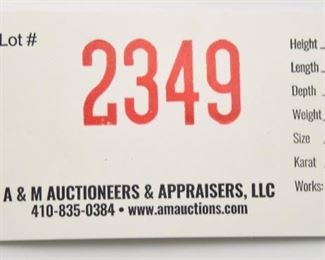 Lot #
2349
Height
Length
Depth
Weight
Size
Karat
Works:
A & M AUCTIONEERS & APPRAISERS, LLC
410-835-0384 • www.amauctions.com